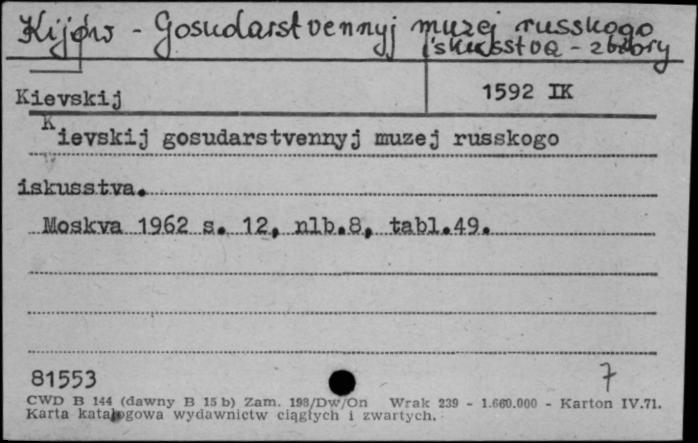 Kijów - Gosudarstvennyj muzej russkogo
iskusstva - zbiory
Kievskij
1592 IK
Kievskij gosudarstvennyj muzej russkogo
iskusstva.
Moskva 1962 s. 12, nlb.8, tabl.49.
81553
7
CWD B 144 (dawny B 15 b) Zam. 198/Dw/On Wrak 239 - 1.660.000 - Karton IV.71.
Karta katalogowa wydawnictw ciągłych i zwartych.